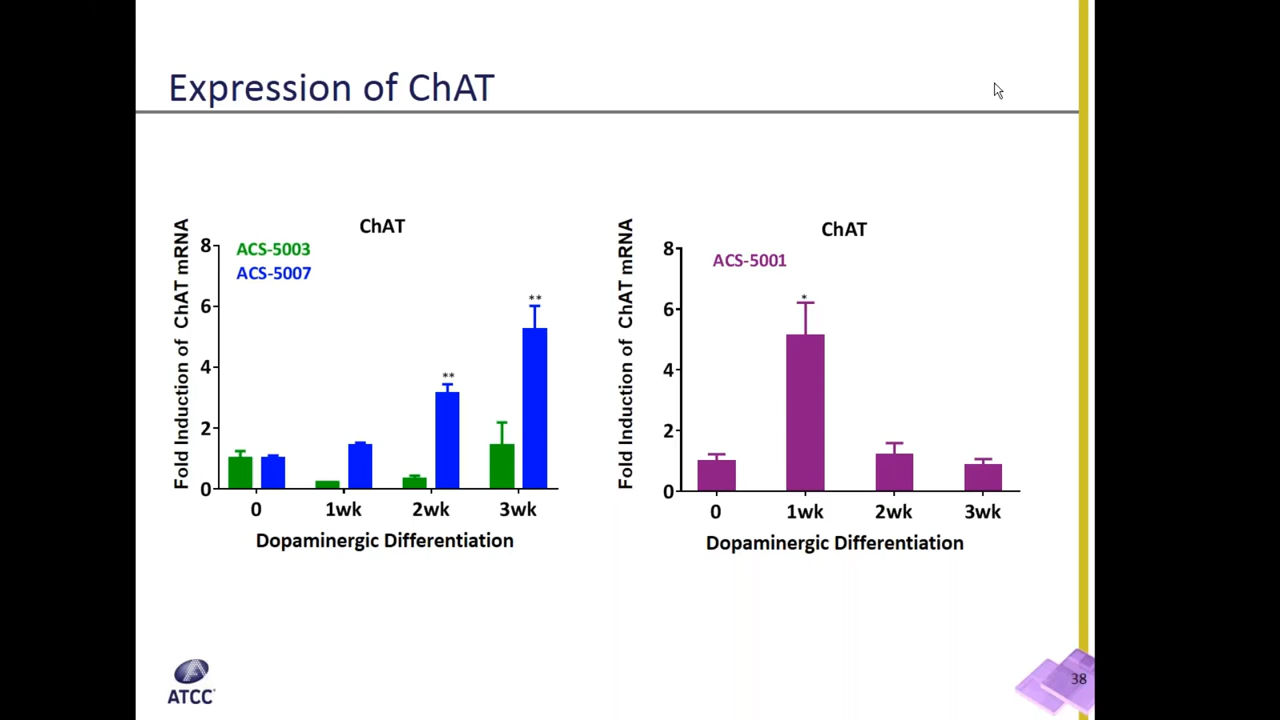 Expression of ChAT
ChAT
ACS-5003
ACS-5007
Fold Induction of ChAT mRNA
8
6
4
2
0
**
**
0 1wk 2wk 3wk
Dopaminergic Differentiation
ChAT
ACS-5001
Fold Induction of ChAT mRNA
8
6
4
2
0
*
0 1wk 2wk 3wk
Dopaminergic Differentiation
ATCC
38